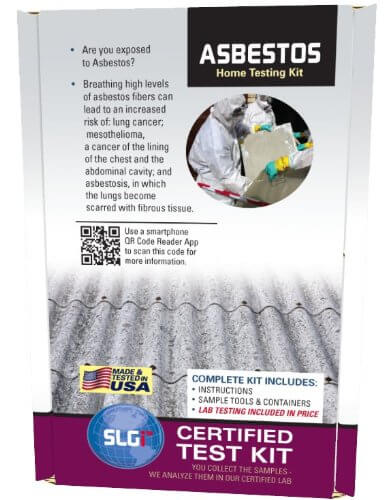 ASBESTOS
Home Testing Kit
• Are you exposed
to Asbestos?
• Breathing high levels
of asbestos fibers can
lead to an increased
risk of: lung cancer;
mesothelioma,
a cancer of the lining
of the chest and the
abdominal cavity; and
asbestosis, in which
the lungs become
scarred with fibrous tissue.
Use a smartphone
QR Code Reader App
to scan this code for
more information.
MADE &
TESTED IN
USA
COMPLETE KIT INCLUDES:
• INSTRUCTIONS
• SAMPLE TOOLS & CONTAINERS
• LAB TESTING INCLUDED IN PRICE
SLGi
CERTIFIED
TEST KIT
YOU COLLECT THE SAMPLES -
WE ANALYZE THEM IN OUR CERTIFIED LAB